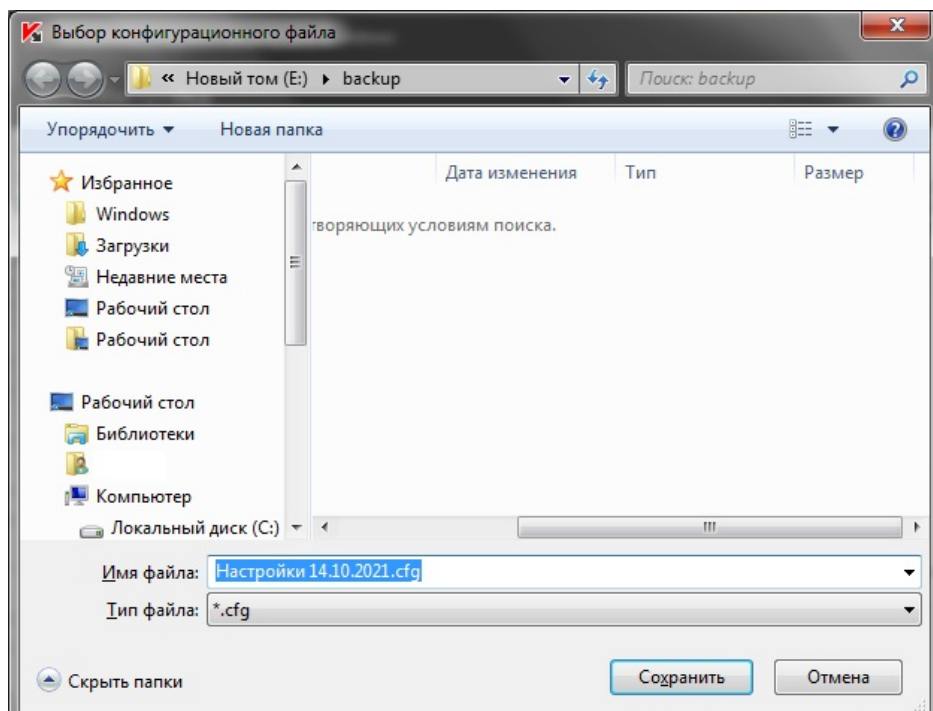 Выбор конфигурационного файла
« Новый том (E:) ▸ backup
Поиск: backup
Упорядочить Новая папка
Дата изменения Тип Размер
творяющих условиям поиска.
Избранное
Windows
Загрузки
Недавние места
Рабочий стол
Рабочий стол
Рабочий стол
Библиотеки
Компьютер
Локальный диск (C:)
Имя файла: Настройки 14.10.2021.cfg
Тип файла: *.cfg
Скрыть папки
Сохранить Отмена